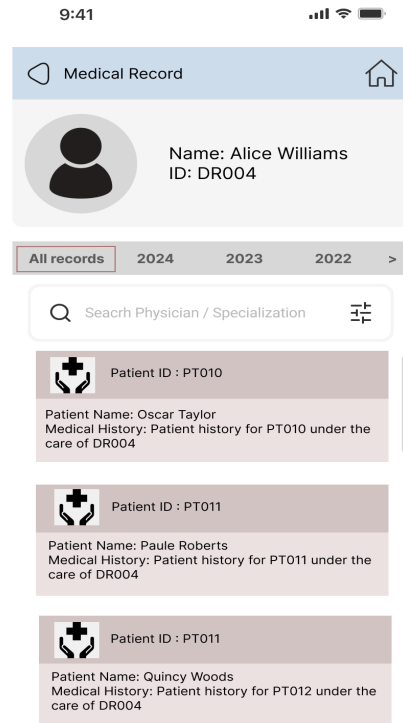 9:41
Medical Record
Name: Alice Williams
ID: DR004
All records 2024 2023 2022 >
Seacrh Physician / Specialization
Patient ID : PT010
Patient Name: Oscar Taylor
Medical History: Patient history for PT010 under the
care of DR004
Patient ID : PT011
Patient Name: Paule Roberts
Medical History: Patient history for PT011 under the
care of DR004
Patient ID : PT011
Patient Name: Quincy Woods
Medical History: Patient history for PT012 under the
care of DR004